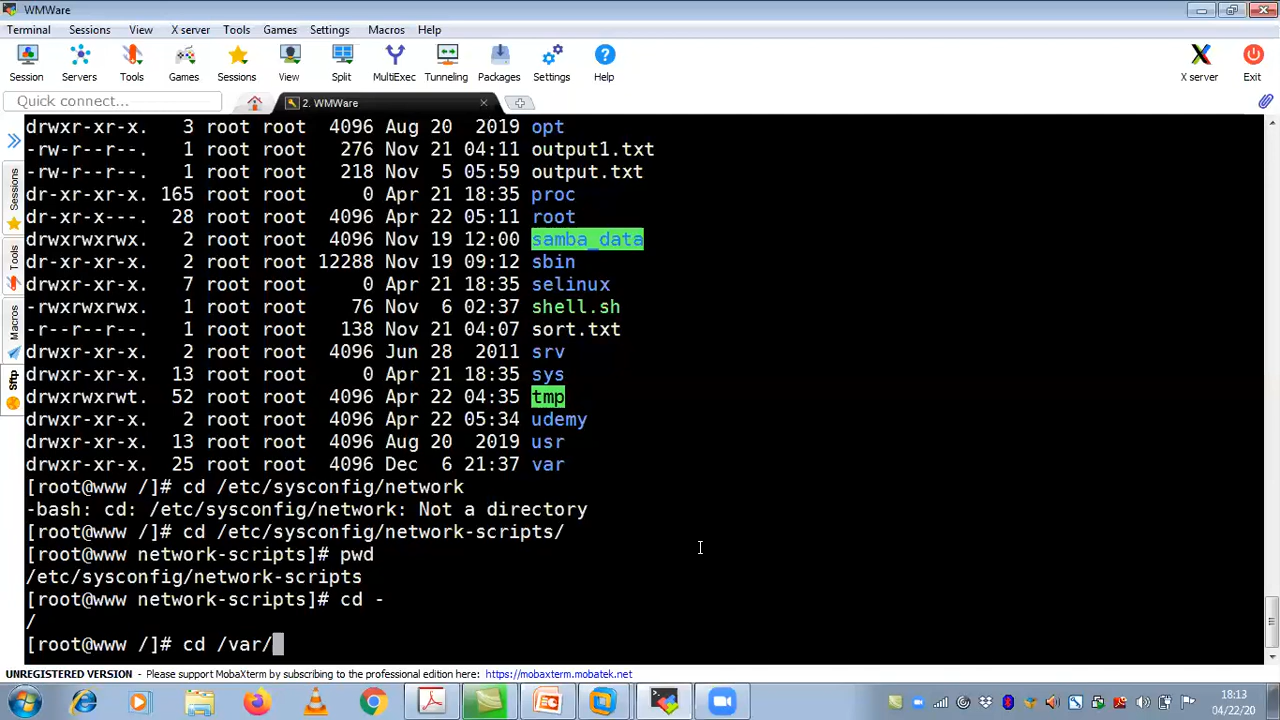 WMWare
Terminal Sessions View X server Tools Games Settings Macros Help
Session Servers Tools Games Sessions View Split MultiExec Tunneling Packages Settings Help X server Exit
Quick connect... 2. WMWare
Sessions
Tools
Macros
Sftp
drwxr-xr-x. 3 root root 4096 Aug 20 2019 opt
-rw-r--r--. 1 root root 276 Nov 21 04:11 output1.txt
-rw-r--r--. 1 root root 218 Nov 5 05:59 output.txt
dr-xr-xr-x. 165 root root 0 Apr 21 18:35 proc
dr-xr-x---. 28 root root 4096 Apr 22 05:11 root
drwxrwxrwx. 2 root root 4096 Nov 19 12:00 samba_data
dr-xr-xr-x. 2 root root 12288 Nov 19 09:12 sbin
drwxr-xr-x. 7 root root 0 Apr 21 18:35 selinux
-rwxrwxrwx. 1 root root 76 Nov 6 02:37 shell.sh
-r--r--r--. 1 root root 138 Nov 21 04:07 sort.txt
drwxr-xr-x. 2 root root 4096 Jun 28 2011 srv
drwxr-xr-x. 13 root root 0 Apr 21 18:35 sys
drwxrwxrwt. 52 root root 4096 Apr 22 04:35 tmp
drwxr-xr-x. 2 root root 4096 Apr 22 05:34 udemy
drwxr-xr-x. 13 root root 4096 Aug 20 2019 usr
drwxr-xr-x. 25 root root 4096 Dec 6 21:37 var
[root@www /]# cd /etc/sysconfig/network
-bash: cd: /etc/sysconfig/network: Not a directory
[root@www /]# cd /etc/sysconfig/network-scripts/
[root@www network-scripts]# pwd
/etc/sysconfig/network-scripts
[root@www network-scripts]# cd -
/
[root@www /]# cd /var/
UNREGISTERED VERSION - Please support MobaXterm by subscribing to the professional edition here: https://mobaxterm.mobatek.net
18:13
04/22/20